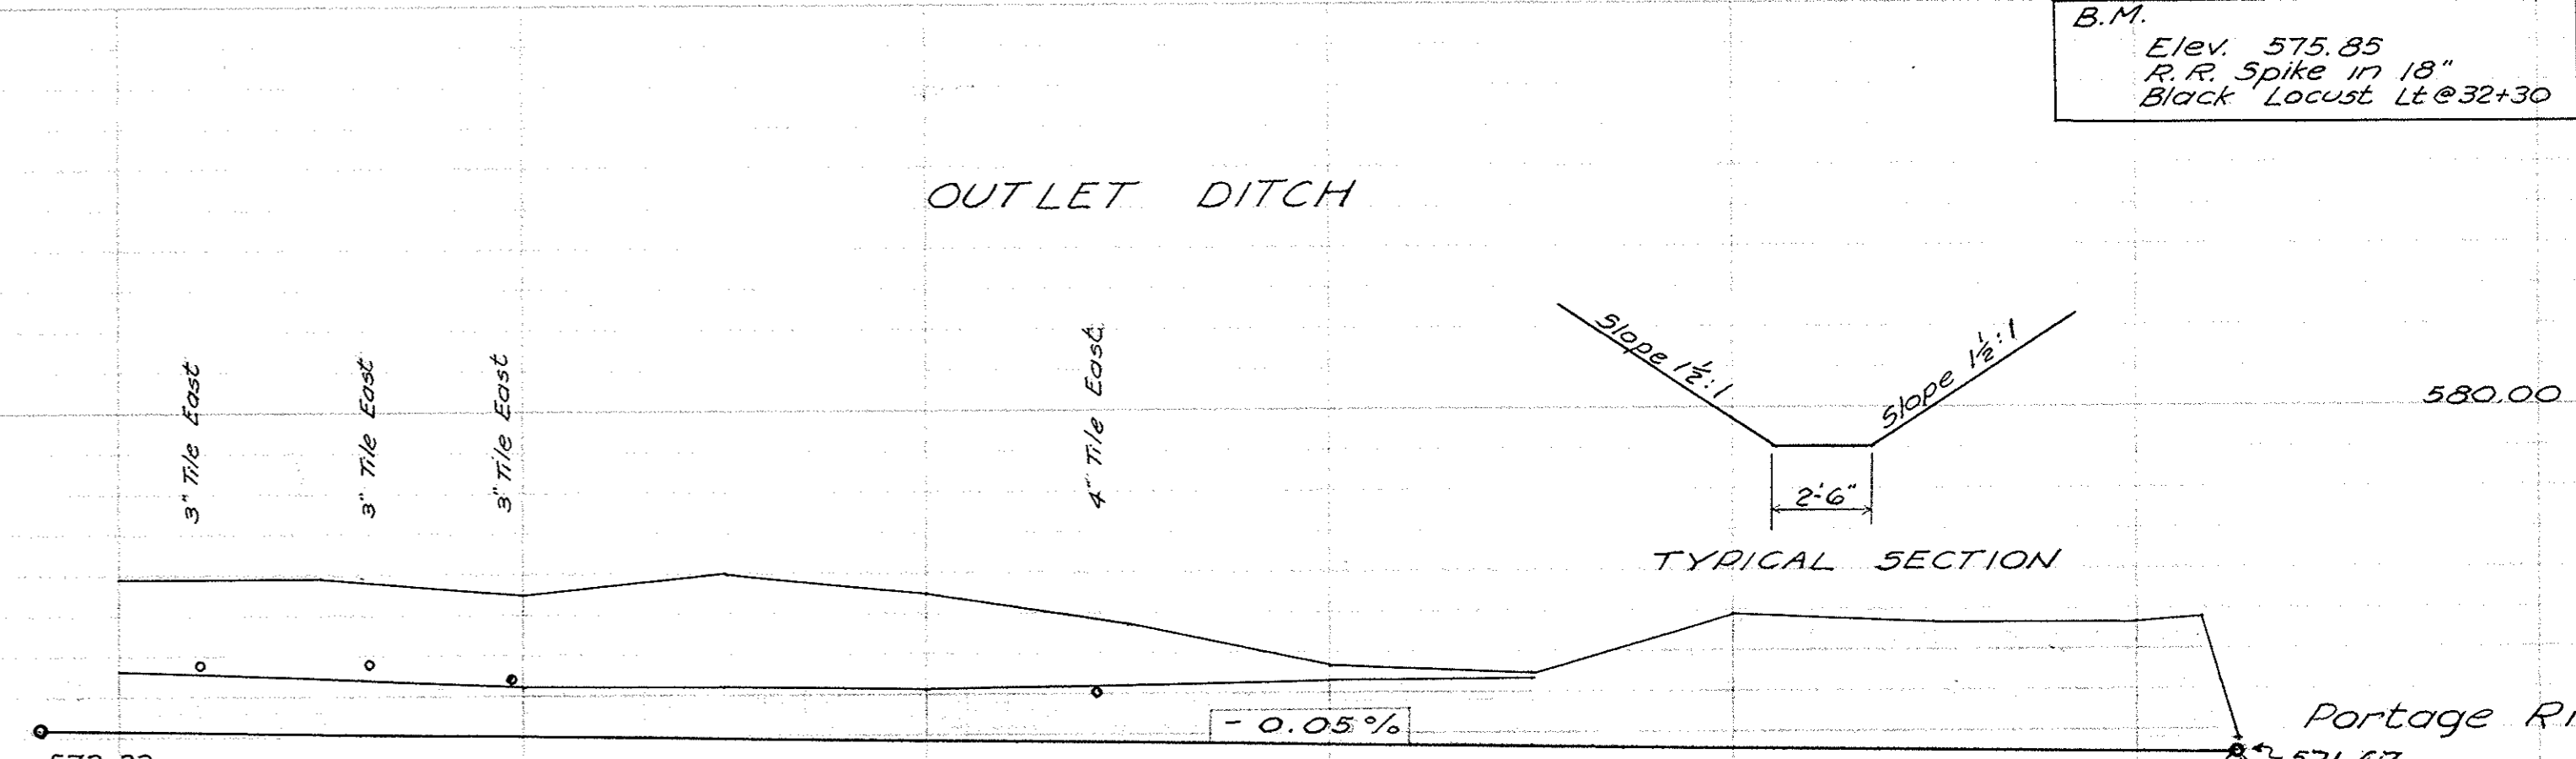 B.M.
Elev. 575.85
R.R. Spike in 18"
Black Locust Lt@32+30
OUTLET DITCH
3" Tile East
3" Tile East
3" Tile East
4" Tile East
Slope 1½:1
Slope 1½:1
580.00
2'-6"
TYPICAL SECTION
- 0.05%
Portage